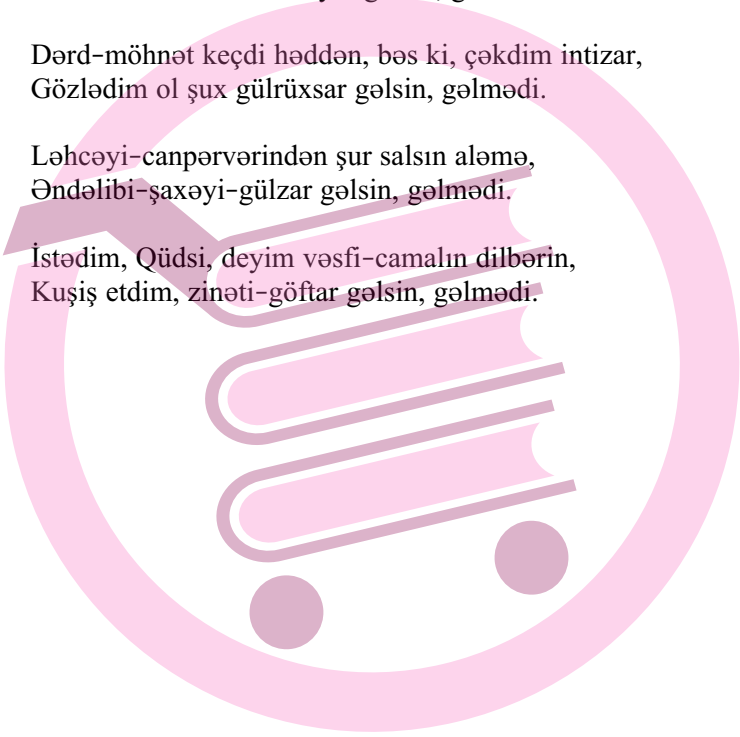 Dərd-möhnət keçdi həddən, bəs ki, çəkdim intizar,
Gözlədim ol şux gülrüxsar gəlsin, gəlmədi.
Ləhcəyi-canpərvərindən şur salsın aləmə,
Əndəlibi-şaxəyi-gülzar gəlsin, gəlmədi.
İstədim, Qüdsi, deyim vəsfi-camalın dilbərin,
Kuşiş etdim, zinəti-göftar gəlsin, gəlmədi.